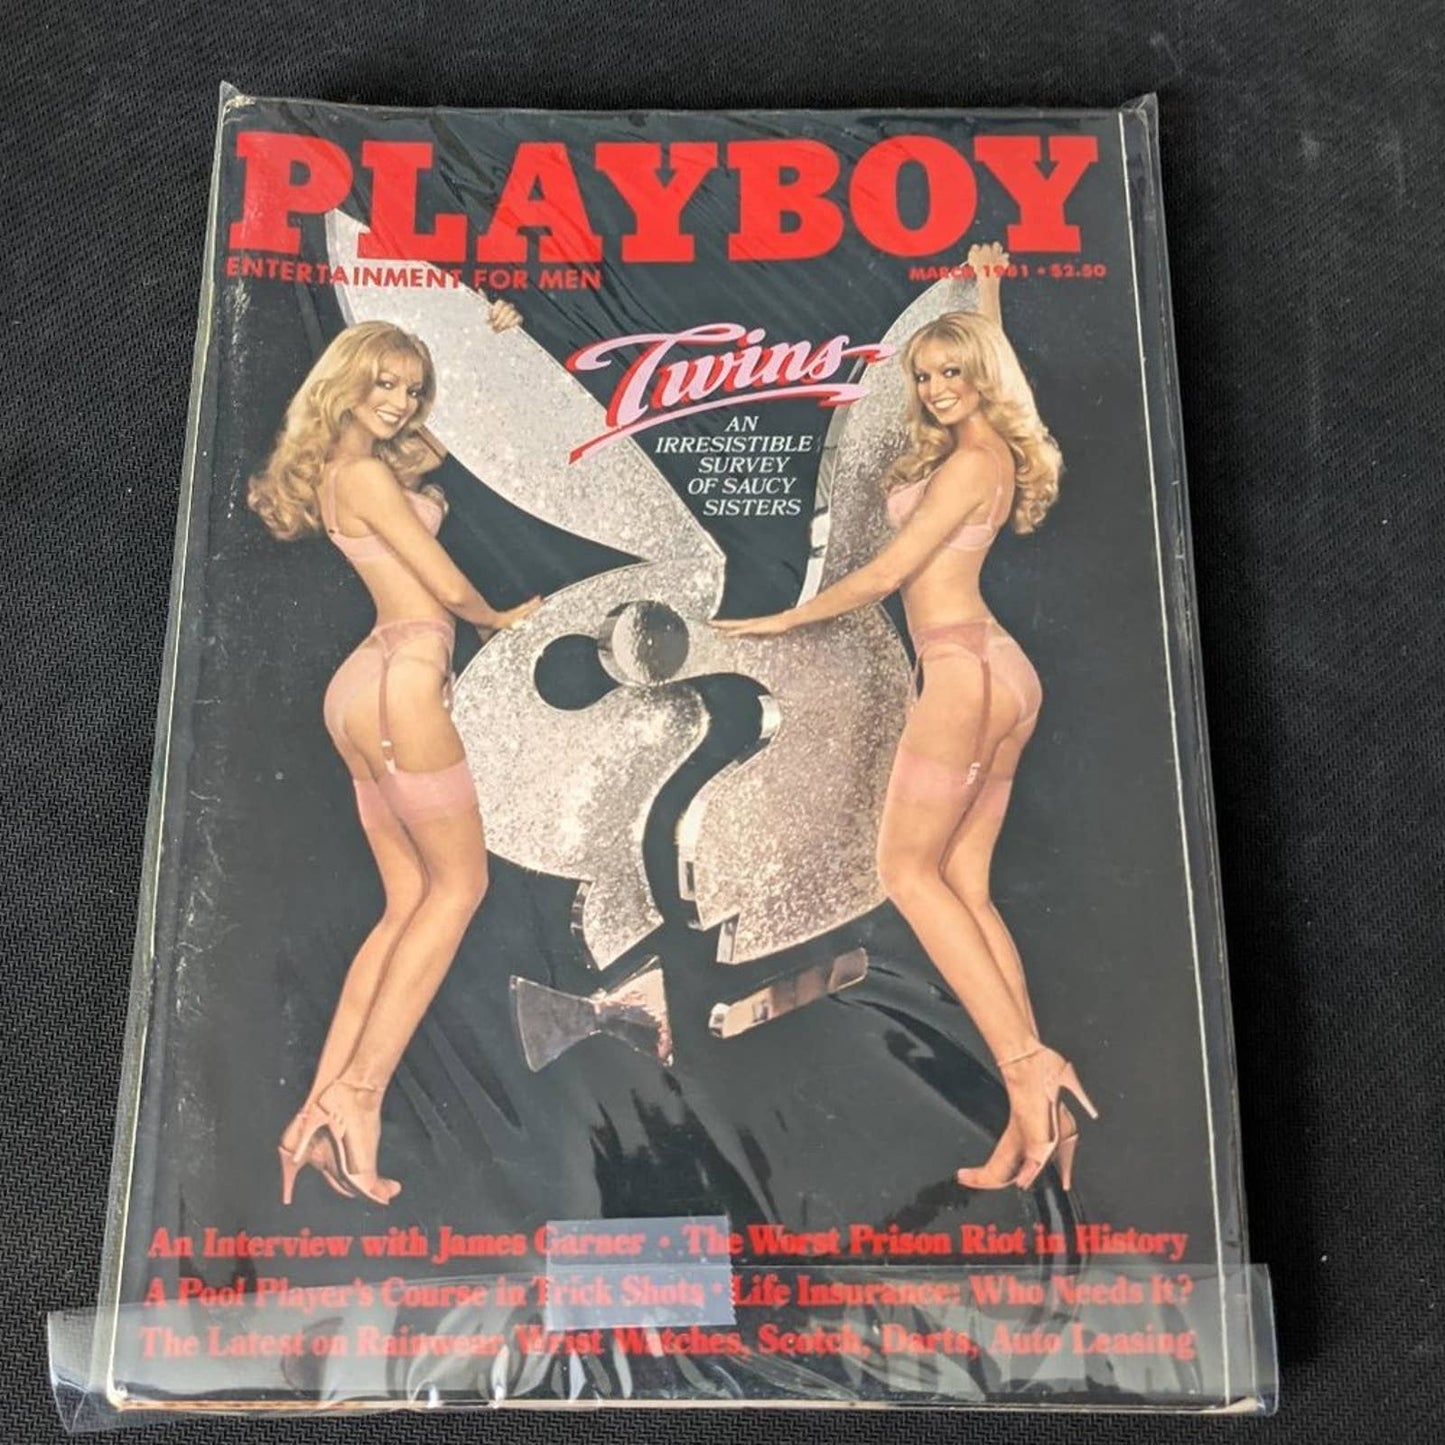 PLAYBOY
ENTERTAINMENT FOR MEN
MARCH 1981 • $2.50
Twins
AN
IRRESISTIBLE
SURVEY
OF SAUCY
SISTERS
An Interview with James Garner • The Worst Prison Riot in History
A Pool Player's Course in Trick Shots • Life Insurance: Who Needs It?
The Latest on Rainwear, Wrist Watches, Scotch, Darts, Auto Leasing